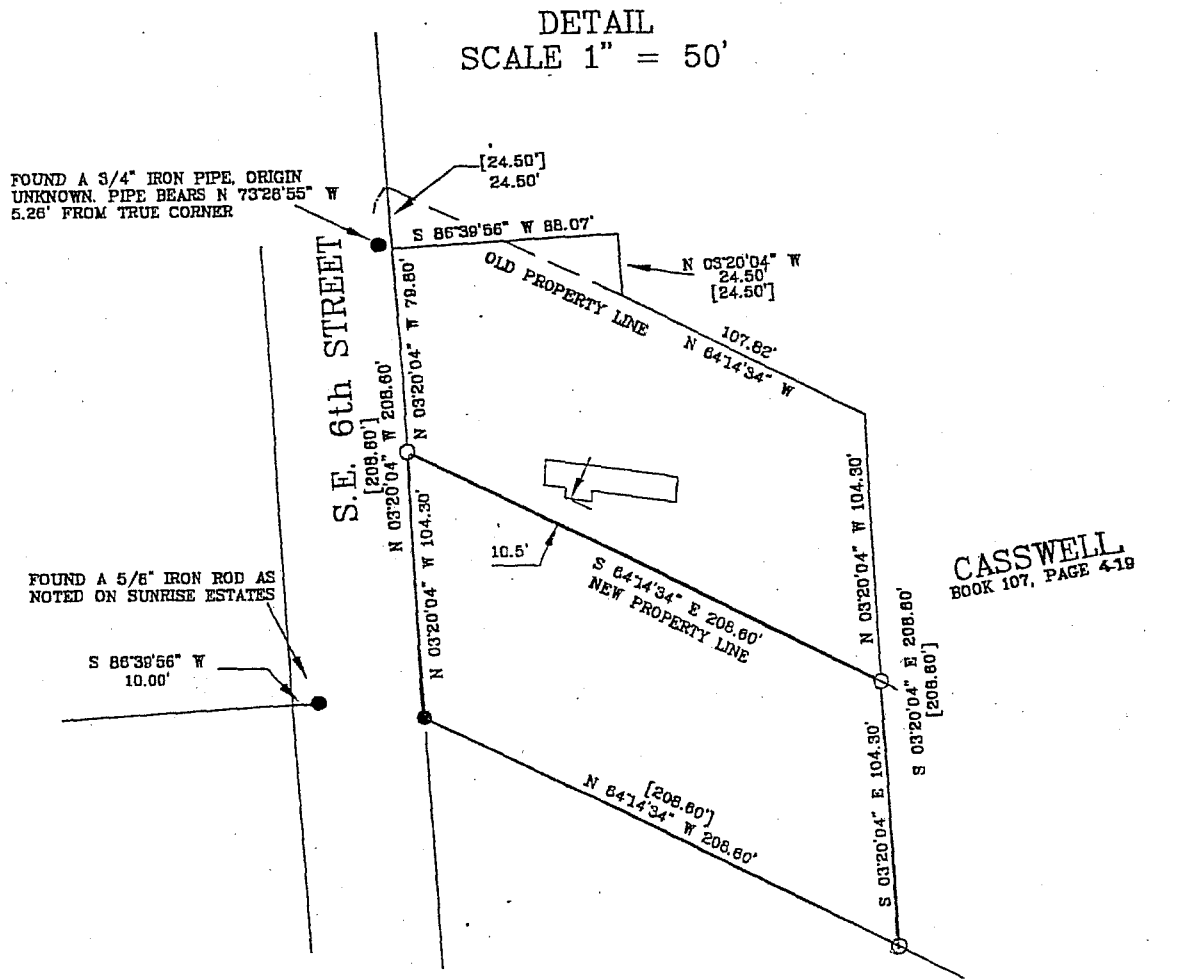 DETAIL
SCALE 1" = 50'
[24.50']
24.50'
FOUND A 3/4" IRON PIPE, ORIGIN
UNKNOWN. PIPE BEARS N 73°28'55" W
5.26' FROM TRUE CORNER
S 86°39'56" W 88.07'
N 03°20'04" W
24.50'
[24.50']
OLD PROPERTY LINE
107.82'
N 64°14'34" W
S.E. 6th STREET
N 03°20'04" W 79.80'
N 03°20'04" W 208.60'
[208.60']
N 03°20'04" W 104.30'
10.5'
S 64°14'34" E 208.60'
NEW PROPERTY LINE
N 03°20'04" W 104.30'
CASSWELL
BOOK 107, PAGE 419
S 03°20'04" E 208.60'
[208.60']
FOUND A 5/8" IRON ROD AS
NOTED ON SUNRISE ESTATES
S 86°39'56" W
10.00'
S 03°20'04" E 104.30'
[208.60']
N 64°14'34" W 208.60'